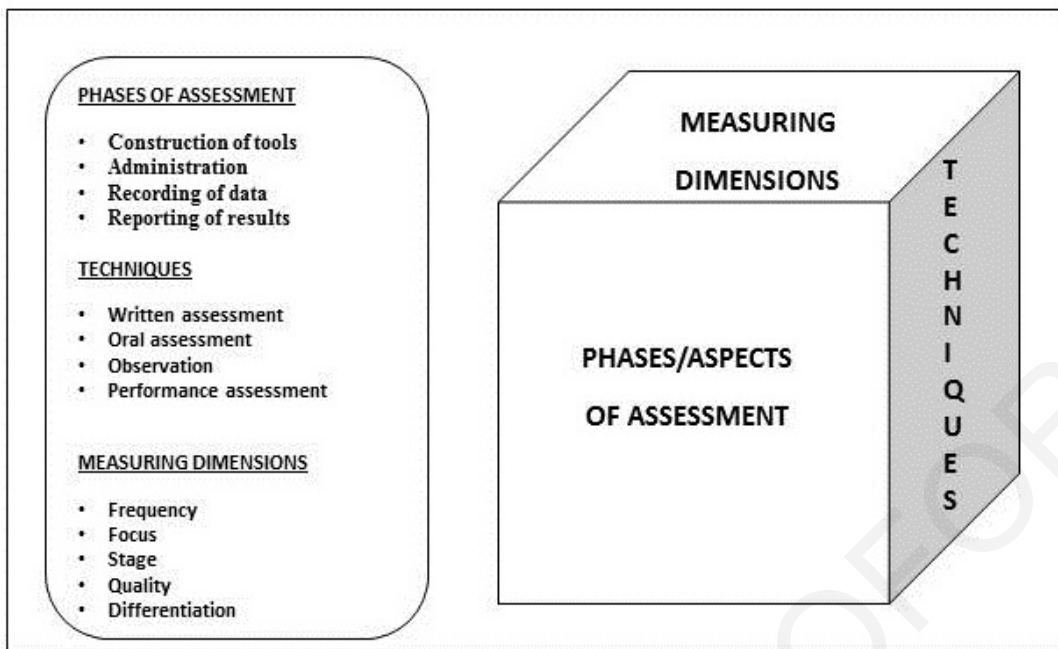 PHASES OF ASSESSMENT
• Construction of tools
• Administration
• Recording of data
• Reporting of results
TECHNIQUES
• Written assessment
• Oral assessment
• Observation
• Performance assessment
MEASURING DIMENSIONS
• Frequency
• Focus
• Stage
• Quality
• Differentiation
MEASURING
DIMENSIONS
PHASES/ASPECTS
OF ASSESSMENT
TECHNIQUES